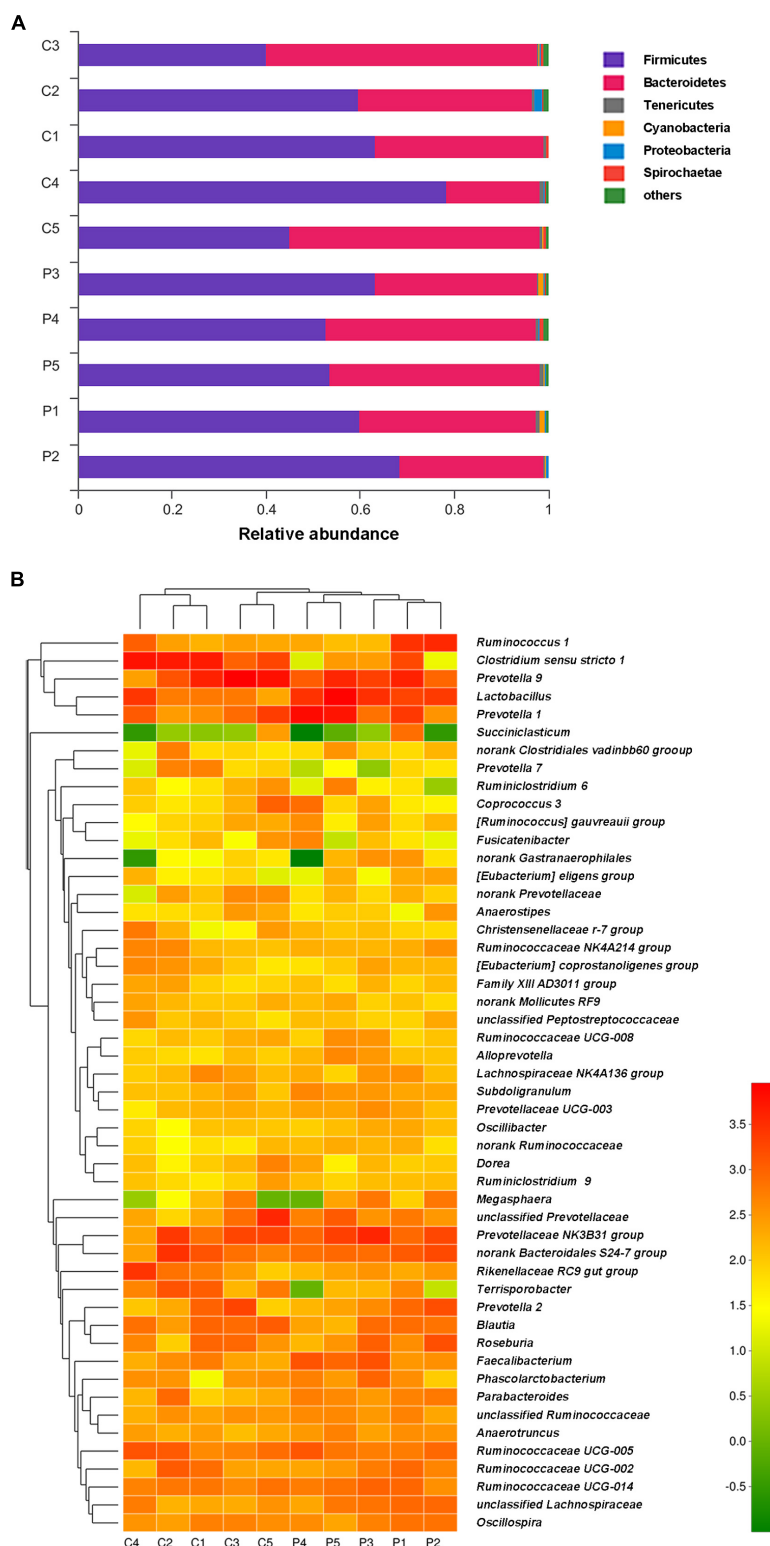 A
C3
C2
C1
C4
C5
P3
P4
P5
P1
P2
0 0.2 0.4 0.6 0.8 1
Relative abundance
Firmicutes
Bacteroidetes
Tenericutes
Cyanobacteria
Proteobacteria
Spirochaetae
others
B
Ruminococcus 1
Clostridium sensu stricto 1
Prevotella 9
Lactobacillus
Prevotella 1
Succiniclasticum
norank Clostridiales vadinbb60 grooup
Prevotella 7
Ruminiclostridium 6
Coprococcus 3
[Ruminococcus] gauvreauii group
Fusicatenibacter
norank Gastranaerophilales
[Eubacterium] eligens group
norank Prevotellaceae
Anaerostipes
Christensenellaceae r-7 group
Ruminococcaceae NK4A214 group
[Eubacterium] coprostanoligenes group
Family XIII AD3011 group
norank Mollicutes RF9
unclassified Peptostreptococcaceae
Ruminococcaceae UCG-008
Alloprevotella
Lachnospiraceae NK4A136 group
Subdoligranulum
Prevotellaceae UCG-003
Oscillibacter
norank Ruminococcaceae
Dorea
Ruminiclostridium 9
Megasphaera
unclassified Prevotellaceae
Prevotellaceae NK3B31 group
norank Bacteroidales S24-7 group
Rikenellaceae RC9 gut group
Terrisporobacter
Prevotella 2
Blautia
Roseburia
Faecalibacterium
Phascolarctobacterium
Parabacteroides
unclassified Ruminococcaceae
Anaerotruncus
Ruminococcaceae UCG-005
Ruminococcaceae UCG-002
Ruminococcaceae UCG-014
unclassified Lachnospiraceae
Oscillospira
C4 C2 C1 C3 C5 P4 P5 P3 P1 P2
3.5
3.0
2.5
2.0
1.5
1.0
0.5
0.0
-0.5